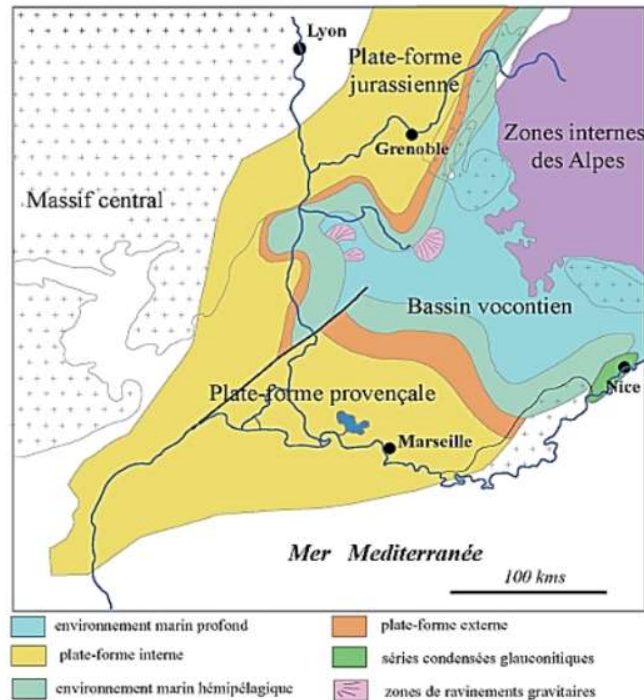 Lyon
Plate-forme
jurassienne
Grenoble
Zones internes
des Alpes
Massif central
Bassin vocontien
Nice
Plate-forme provençale
Marseille
Mer Mediterranée
100 kms
environnement marin profond
plate-forme externe
plate-forme interne
séries condensées glauconitiques
environnement marin hémipélagique
zones de ravinements gravitaires